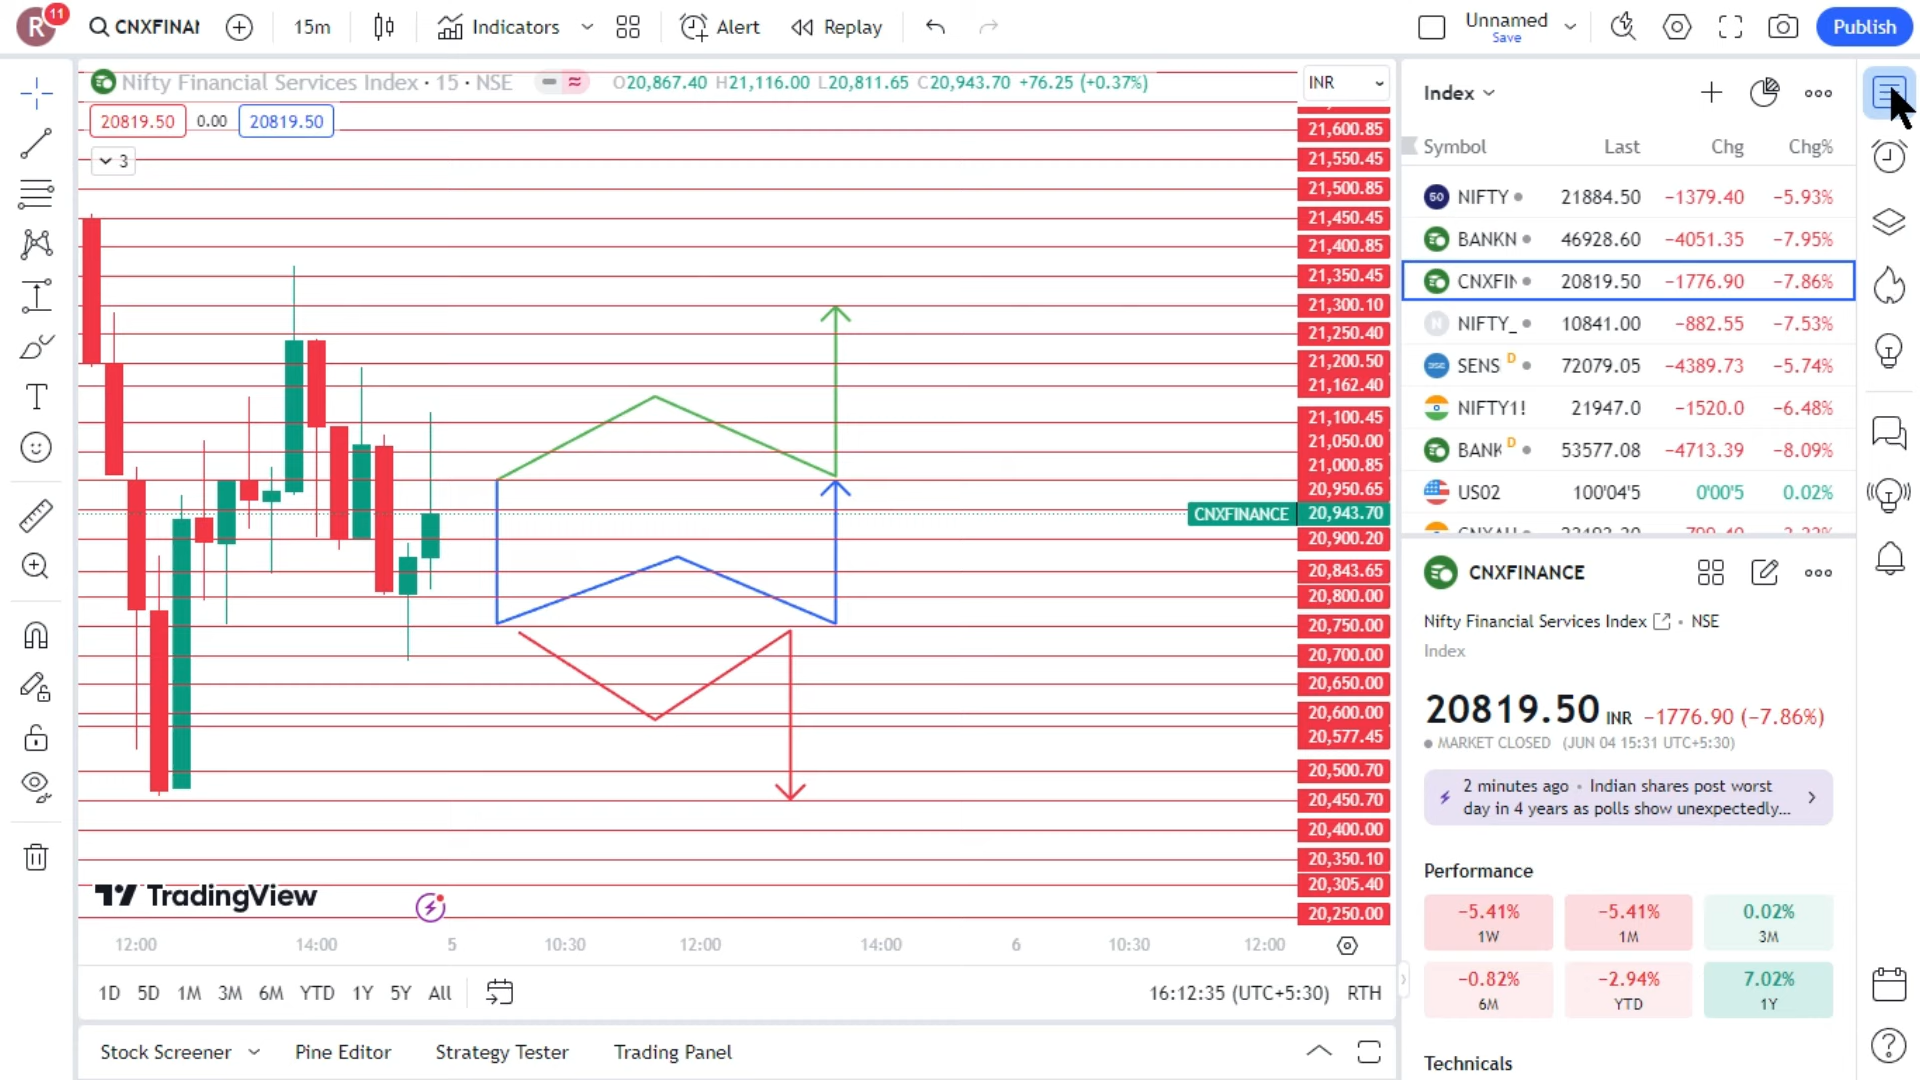 R 11 CNXFINAI 15m Indicators Alert Replay Unnamed Save Publish
Nifty Financial Services Index · 15 · NSE O20,867.40 H21,116.00 L20,811.65 C20,943.70 +76.25 (+0.37%) INR
20819.50 0.00 20819.50
3
21,600.85
21,550.45
21,500.85
21,450.45
21,400.85
21,350.45
21,300.10
21,250.40
21,200.50
21,162.40
21,100.45
21,050.00
21,000.85
20,950.65
CNXFINANCE 20,943.70
20,900.20
20,843.65
20,800.00
20,750.00
20,700.00
20,650.00
20,600.00
20,577.45
20,500.70
20,450.70
20,400.00
20,350.10
20,305.40
20,250.00
TradingView
12:00 14:00 5 10:30 12:00 14:00 6 10:30 12:00
1D 5D 1M 3M 6M YTD 1Y 5Y All 16:12:35 (UTC+5:30) RTH
Stock Screener Pine Editor Strategy Tester Trading Panel
Index
Symbol Last Chg Chg%
50 NIFTY 21884.50 −1379.40 −5.93%
BANKN 46928.60 −4051.35 −7.95%
CNXFIN 20819.50 −1776.90 −7.86%
N NIFTY_ 10841.00 −882.55 −7.53%
SENS D 72079.05 −4389.73 −5.74%
NIFTY1! 21947.0 −1520.0 −6.48%
BANK D 53577.08 −4713.39 −8.09%
US02 100'04'5 0'00'5 0.02%
CNXFINANCE
Nifty Financial Services Index • NSE
Index
20819.50 INR −1776.90 (−7.86%)
MARKET CLOSED (JUN 04 15:31 UTC+5:30)
2 minutes ago • Indian shares post worst
day in 4 years as polls show unexpectedly...
Performance
−5.41% −5.41% 0.02%
1W 1M 3M
−0.82% −2.94% 7.02%
6M YTD 1Y
Technicals